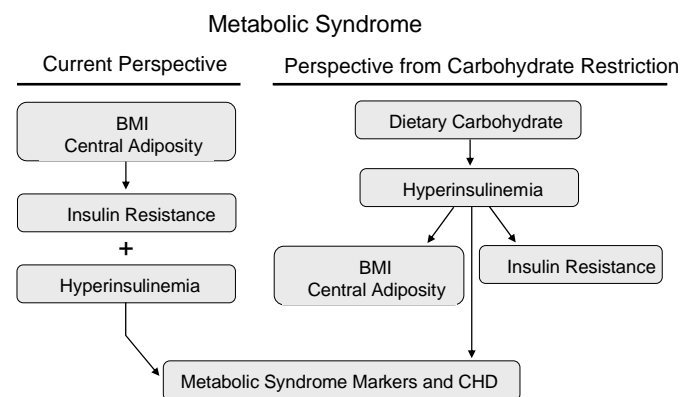 Metabolic Syndrome
Current Perspective
BMI
Central Adiposity
Insulin Resistance
+
Hyperinsulinemia
Perspective from Carbohydrate Restriction
Dietary Carbohydrate
Hyperinsulinemia
BMI
Central Adiposity
Insulin Resistance
Metabolic Syndrome Markers and CHD